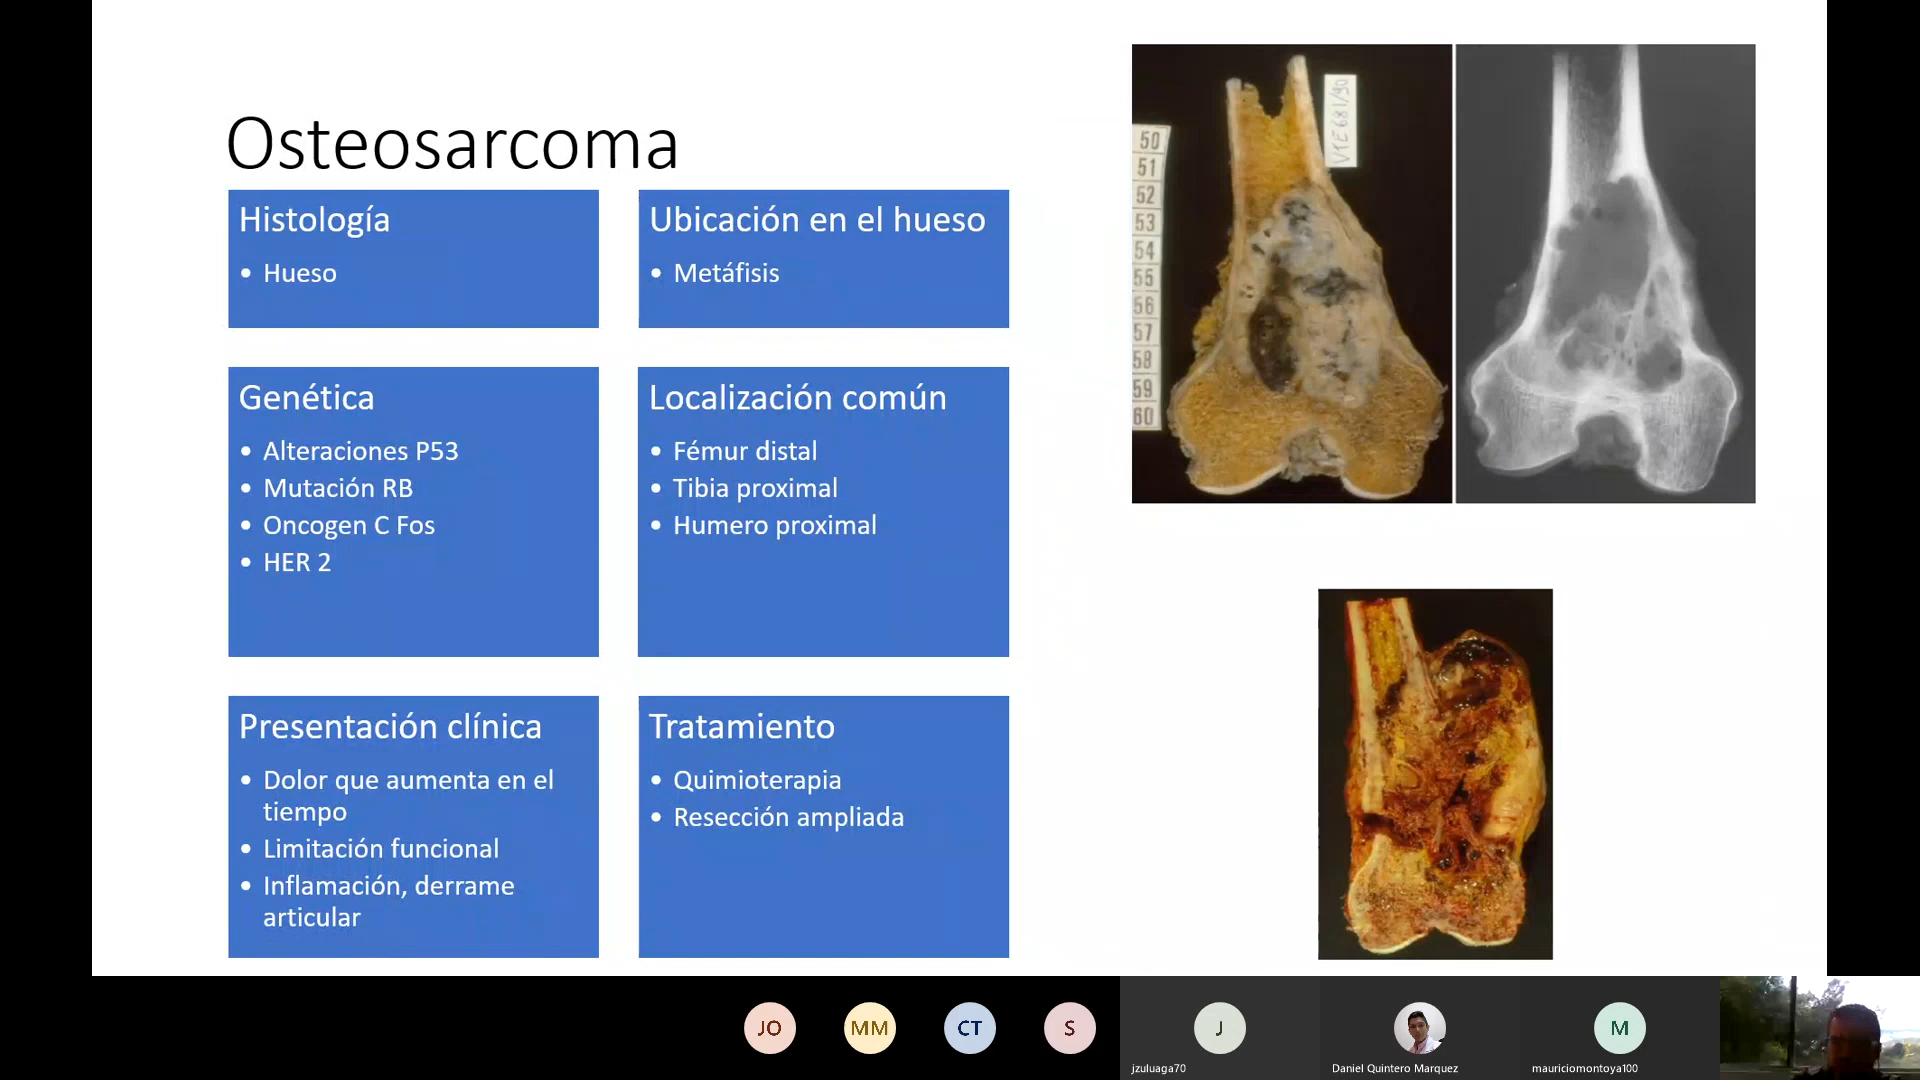 Osteosarcoma
Histología
• Hueso
Ubicación en el hueso
• Metáfisis
Genética
• Alteraciones P53
• Mutación RB
• Oncogen C Fos
• HER 2
Localización común
• Fémur distal
• Tibia proximal
• Humero proximal
Presentación clínica
• Dolor que aumenta en el
tiempo
• Limitación funcional
• Inflamación, derrame
articular
Tratamiento
• Quimioterapia
• Resección ampliada
50
51
52
53
54
55
56
57
58
59
60
JO
MM
CT
S
J
jzuluaga70
Daniel Quintero Marquez
M
mauriciomontoya100